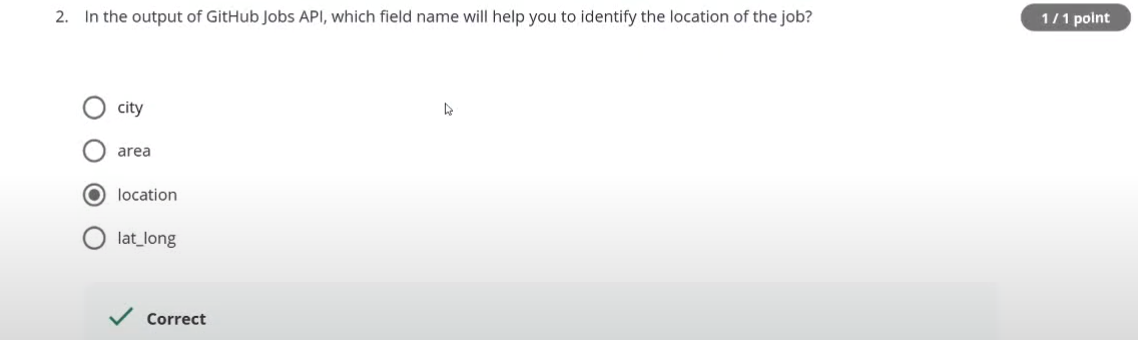 2. In the output of GitHub Jobs API, which field name will help you to identify the location of the job?
1 / 1 point
city
area
location
lat_long
Correct